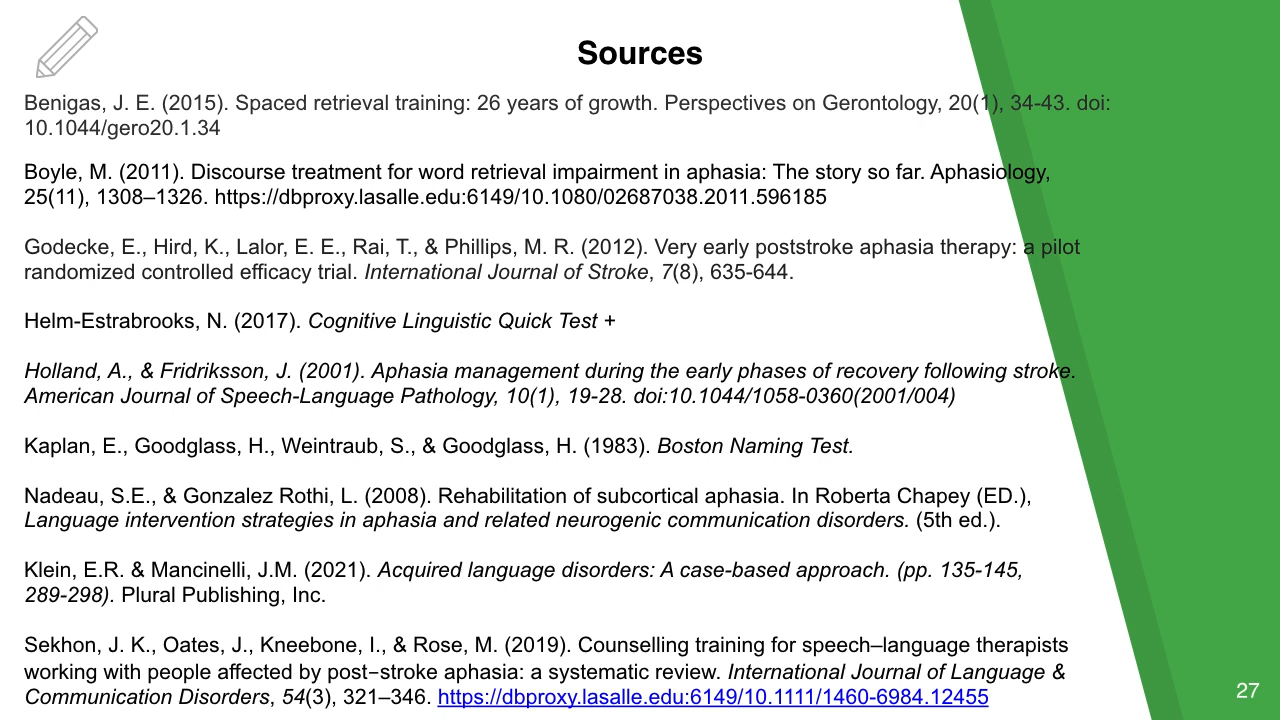 Sources
Benigas, J. E. (2015). Spaced retrieval training: 26 years of growth. Perspectives on Gerontology, 20(1), 34-43. doi:
10.1044/gero20.1.34
Boyle, M. (2011). Discourse treatment for word retrieval impairment in aphasia: The story so far. Aphasiology,
25(11), 1308–1326. https://dbproxy.lasalle.edu:6149/10.1080/02687038.2011.596185
Godecke, E., Hird, K., Lalor, E. E., Rai, T., & Phillips, M. R. (2012). Very early poststroke aphasia therapy: a pilot
randomized controlled efficacy trial. International Journal of Stroke, 7(8), 635-644.
Helm-Estrabrooks, N. (2017). Cognitive Linguistic Quick Test +
Holland, A., & Fridriksson, J. (2001). Aphasia management during the early phases of recovery following stroke.
American Journal of Speech-Language Pathology, 10(1), 19-28. doi:10.1044/1058-0360(2001/004)
Kaplan, E., Goodglass, H., Weintraub, S., & Goodglass, H. (1983). Boston Naming Test.
Nadeau, S.E., & Gonzalez Rothi, L. (2008). Rehabilitation of subcortical aphasia. In Roberta Chapey (ED.),
Language intervention strategies in aphasia and related neurogenic communication disorders. (5th ed.).
Klein, E.R. & Mancinelli, J.M. (2021). Acquired language disorders: A case-based approach. (pp. 135-145,
289-298). Plural Publishing, Inc.
Sekhon, J. K., Oates, J., Kneebone, I., & Rose, M. (2019). Counselling training for speech–language therapists
working with people affected by post−stroke aphasia: a systematic review. International Journal of Language &
Communication Disorders, 54(3), 321–346. https://dbproxy.lasalle.edu:6149/10.1111/1460-6984.12455
27